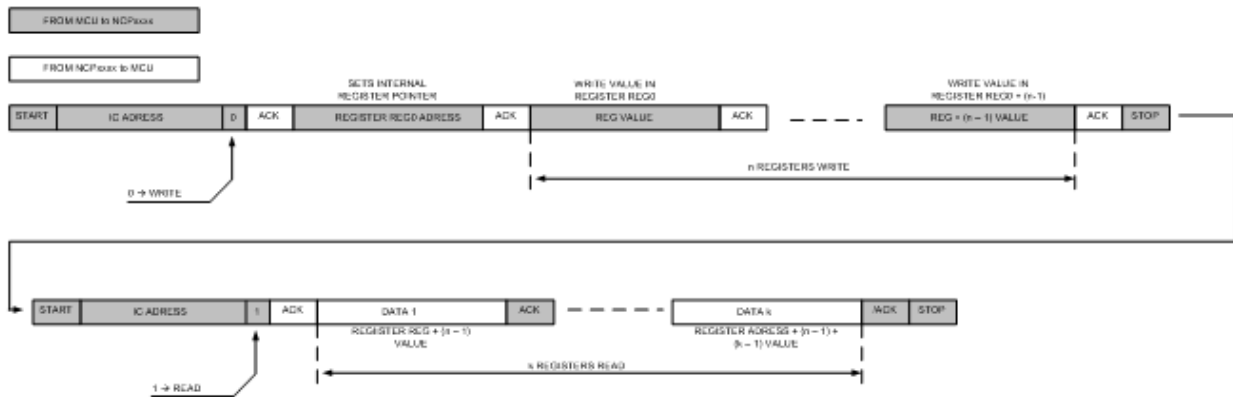 FROM MCU to NCPxxxx
FROM NCPxxxx to MCU
SETS INTERNAL
REGISTER POINTER
WRITE VALUE IN
REGISTER REG0
WRITE VALUE IN
REGISTER REG0 + (n-1)
START IC ADRESS 0 ACK REGISTER REG0 ADRESS ACK REG VALUE ACK REG + (n – 1) VALUE ACK STOP
n REGISTERS WRITE
0 → WRITE
START IC ADRESS 1 ACK DATA 1 ACK DATA k /ACK STOP
REGISTER REG + (n – 1)
VALUE
REGISTER ADRESS + (n – 1) +
(k – 1) VALUE
k REGISTERS READ
1 → READ